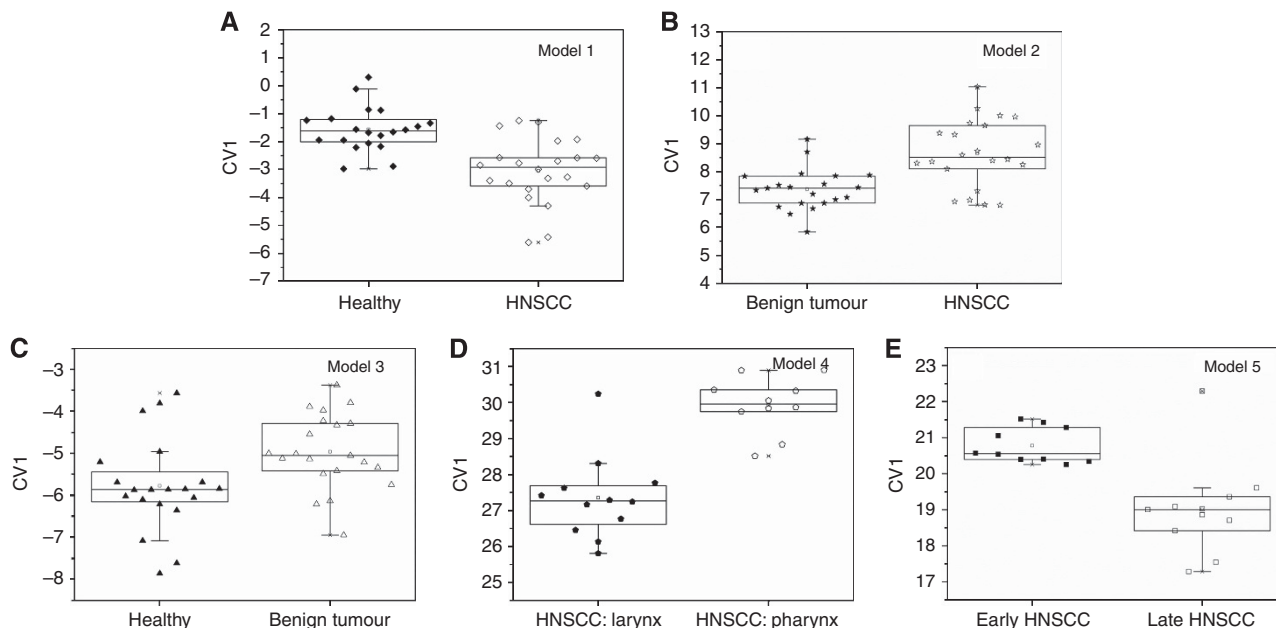 A
Model 1
CV1
2
1
0
–1
–2
–3
–4
–5
–6
–7
Healthy
HNSCC
B
Model 2
CV1
13
12
11
10
9
8
7
6
5
4
Benign tumour
HNSCC
C
Model 3
CV1
–3
–4
–5
–6
–7
–8
Healthy
Benign tumour
D
Model 4
CV1
31
30
29
28
27
26
25
HNSCC: larynx
HNSCC: pharynx
E
Model 5
CV1
23
22
21
20
19
18
17
Early HNSCC
Late HNSCC